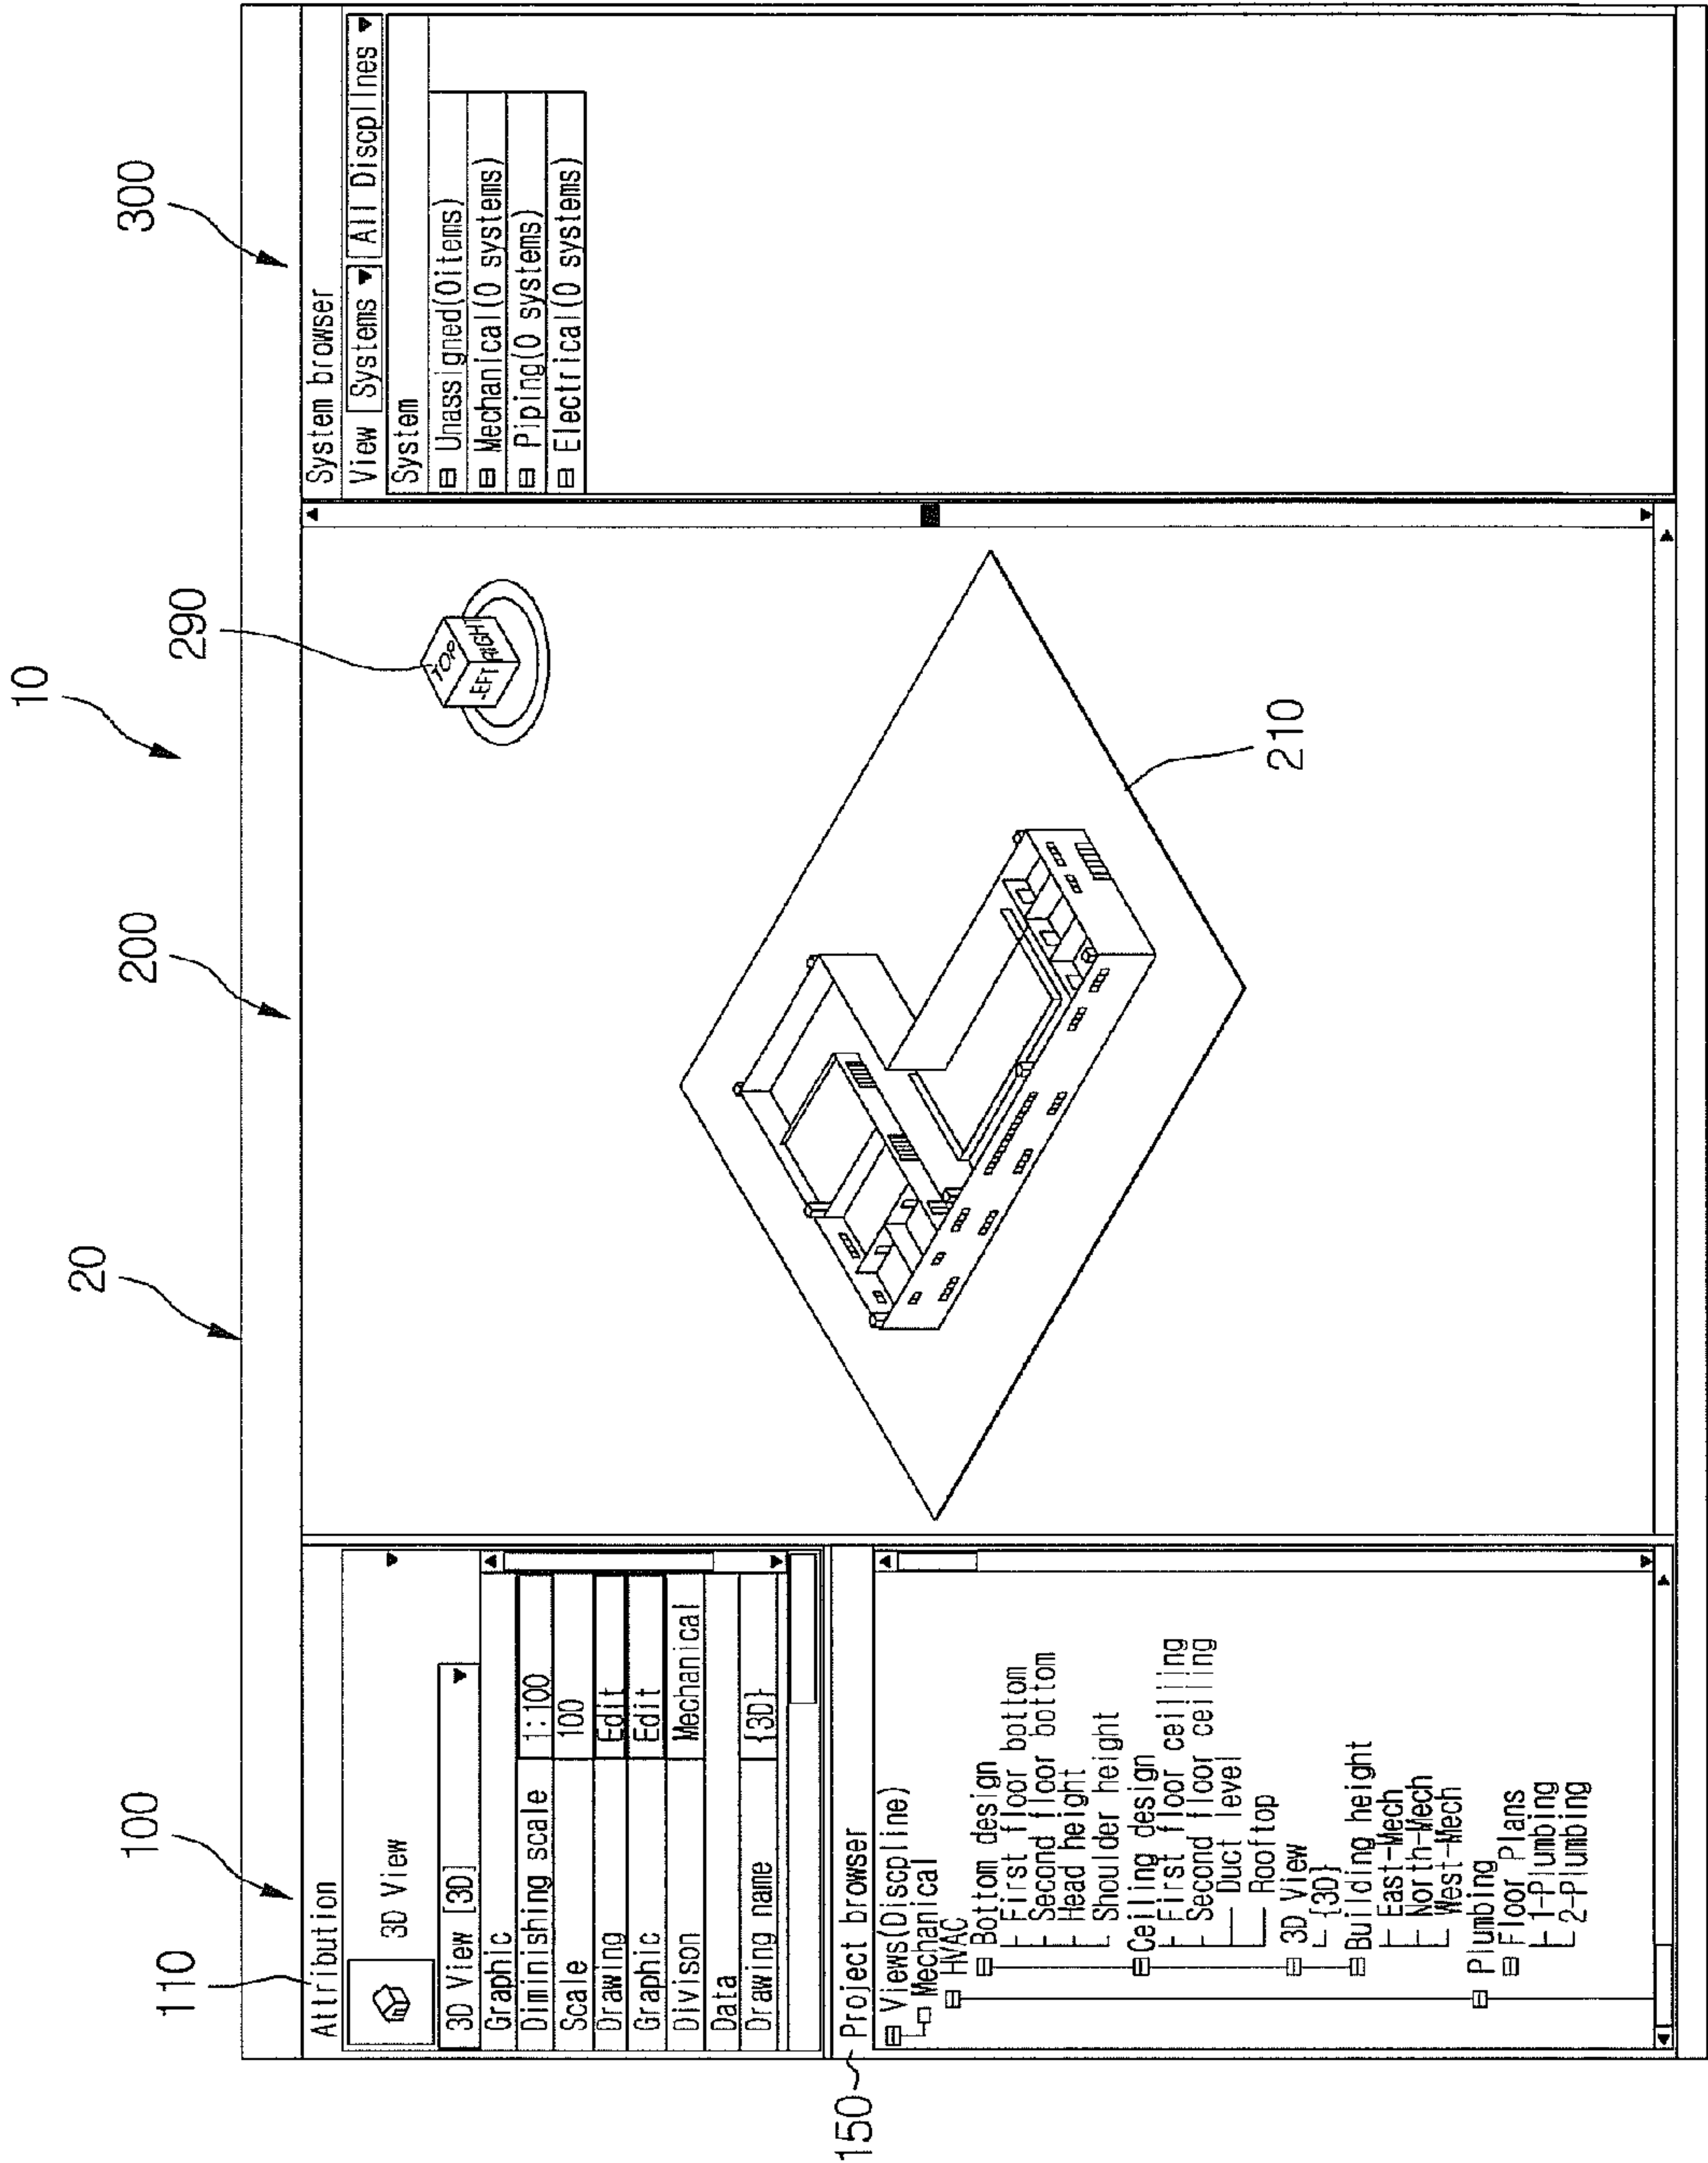 10
20
100
200
300
110
290
Attribution
3D View
3D View [3D]
Graphic
Diminishing scale 1:100
Scale 100
Drawing Edit
Graphic Edit
Divison Mechanical
Data
Drawing name {3D}
150
Project browser
Views(Discpline)
Mechanical
HVAC
Bottom design
First floor bottom
Second floor bottom
Head height
Shoulder height
Ceiling design
First floor ceiling
Second floor ceiling
Duct level
Rooftop
3D View
{3D}
Building height
East-Mech
North-Mech
West-Mech
Plumbing
Floor Plans
1-Plumbing
2-Plumbing
TOP
LEFT RIGHT
210
System browser
View Systems All Discplines
System
Unassigned(0items)
Mechanical(0 systems)
Piping(0 systems)
Electrical(0 systems)